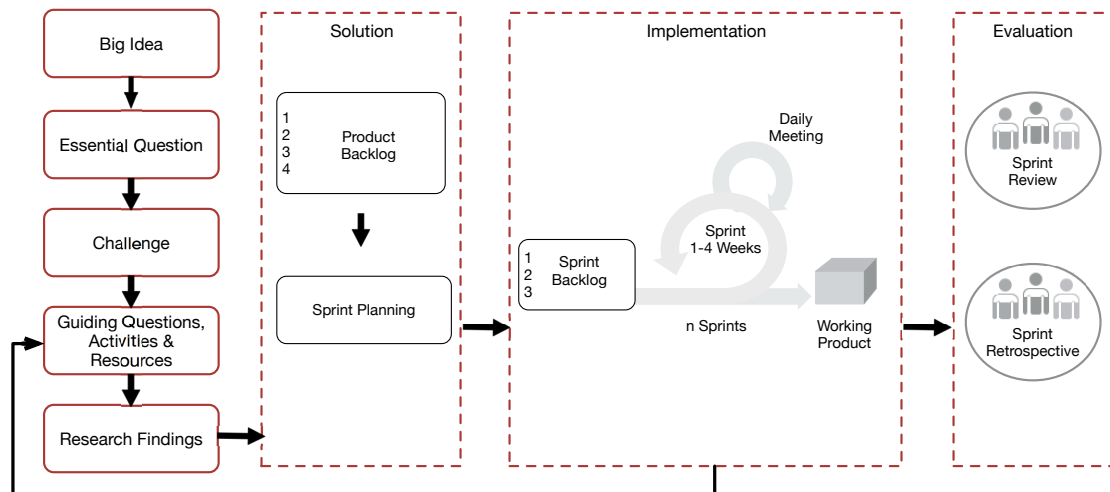 Big Idea
Essential Question
Challenge
Guiding Questions,
Activities &
Resources
Research Findings
Solution
1
2
3
4
Product
Backlog
Sprint Planning
Implementation
Daily
Meeting
Sprint
1-4 Weeks
1
2
3
Sprint
Backlog
n Sprints
Working
Product
Evaluation
Sprint
Review
Sprint
Retrospective